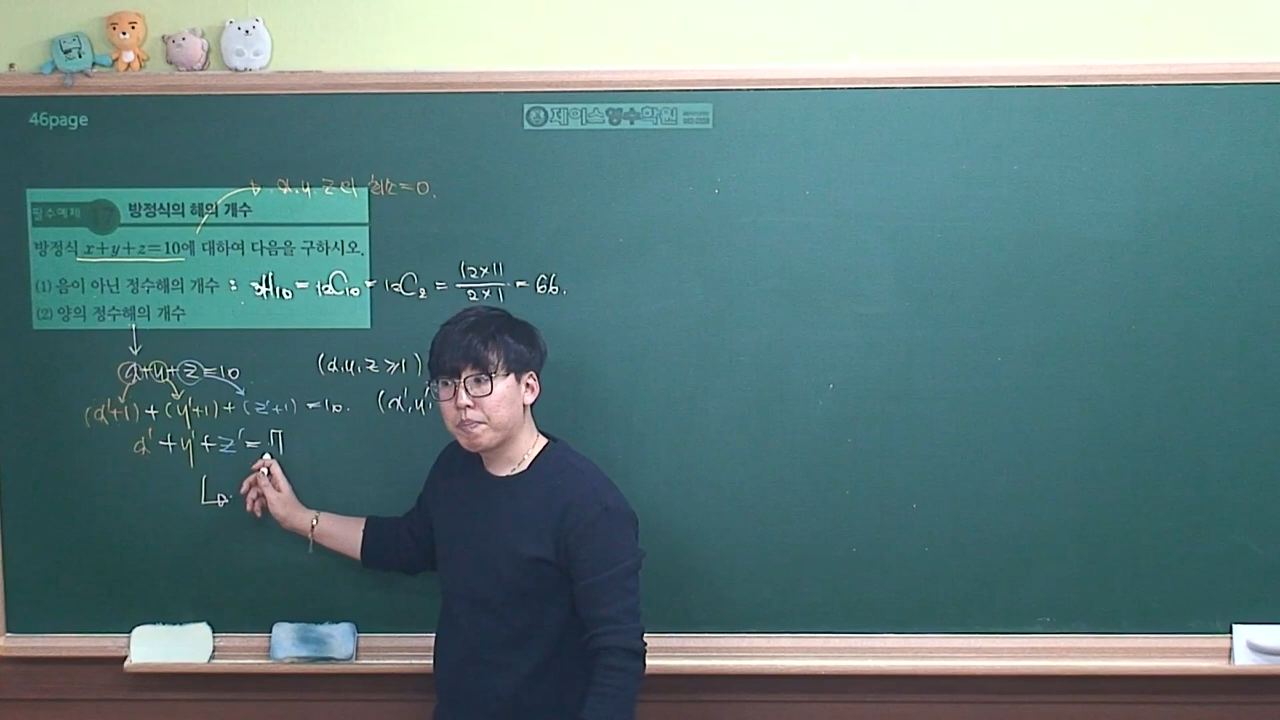 46page
제이스영수학원
x, y, z의 최소=0.
필수예제 17 방정식의 해의 개수
방정식 x+y+z=10에 대하여 다음을 구하시오.
(1) 음이 아닌 정수해의 개수 : ₃H₁₀ = ₁₂C₁₀ = ₁₂C₂ = 12×11/2×1 = 66.
(2) 양의 정수해의 개수
x+y+z=10 (x,y,z≥1)
(x'+1)+(y'+1)+(z'+1)=10. (x',y'
x'+y'+z'=7